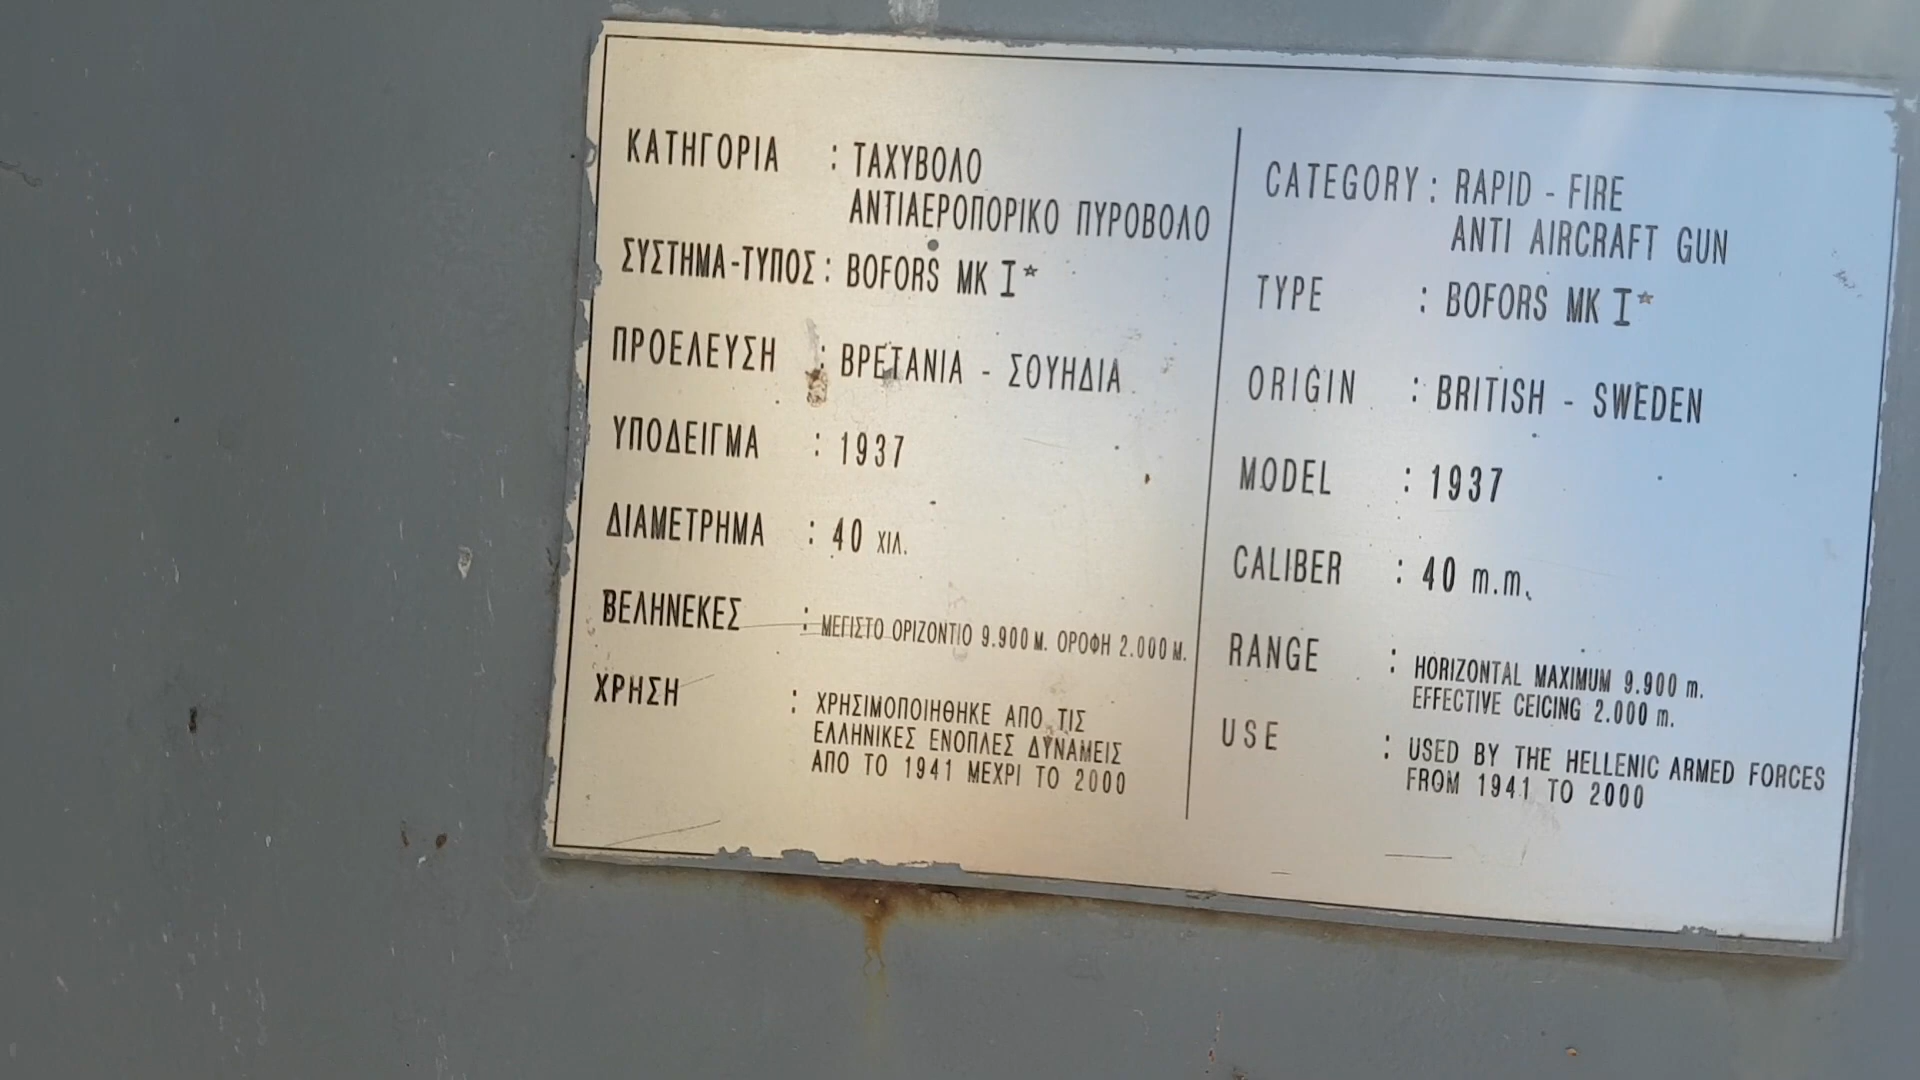 ΚΑΤΗΓΟΡΙΑ : ΤΑΧΥΒΟΛΟ
ΑΝΤΙΑΕΡΟΠΟΡΙΚΟ ΠΥΡΟΒΟΛΟ
ΣΥΣΤΗΜΑ-ΤΥΠΟΣ : BOFORS MK I*
ΠΡΟΕΛΕΥΣΗ : ΒΡΕΤΑΝΙΑ - ΣΟΥΗΔΙΑ
ΥΠΟΔΕΙΓΜΑ : 1937
ΔΙΑΜΕΤΡΗΜΑ : 40 ΧΙΛ.
ΒΕΛΗΝΕΚΕΣ : ΜΕΓΙΣΤΟ ΟΡΙΖΟΝΤΙΟ 9.900 Μ. ΟΡΟΦΗ 2.000 Μ.
ΧΡΗΣΗ : ΧΡΗΣΙΜΟΠΟΙΗΘΗΚΕ ΑΠΟ ΤΙΣ
ΕΛΛΗΝΙΚΕΣ ΕΝΟΠΛΕΣ ΔΥΝΑΜΕΙΣ
ΑΠΟ ΤΟ 1941 ΜΕΧΡΙ ΤΟ 2000
CATEGORY : RAPID - FIRE
ANTI AIRCRAFT GUN
TYPE : BOFORS MK I*
ORIGIN : BRITISH - SWEDEN
MODEL : 1937
CALIBER : 40 m.m.
RANGE : HORIZONTAL MAXIMUM 9.900 m.
EFFECTIVE CEICING 2.000 m.
USE : USED BY THE HELLENIC ARMED FORCES
FROM 1941 TO 2000